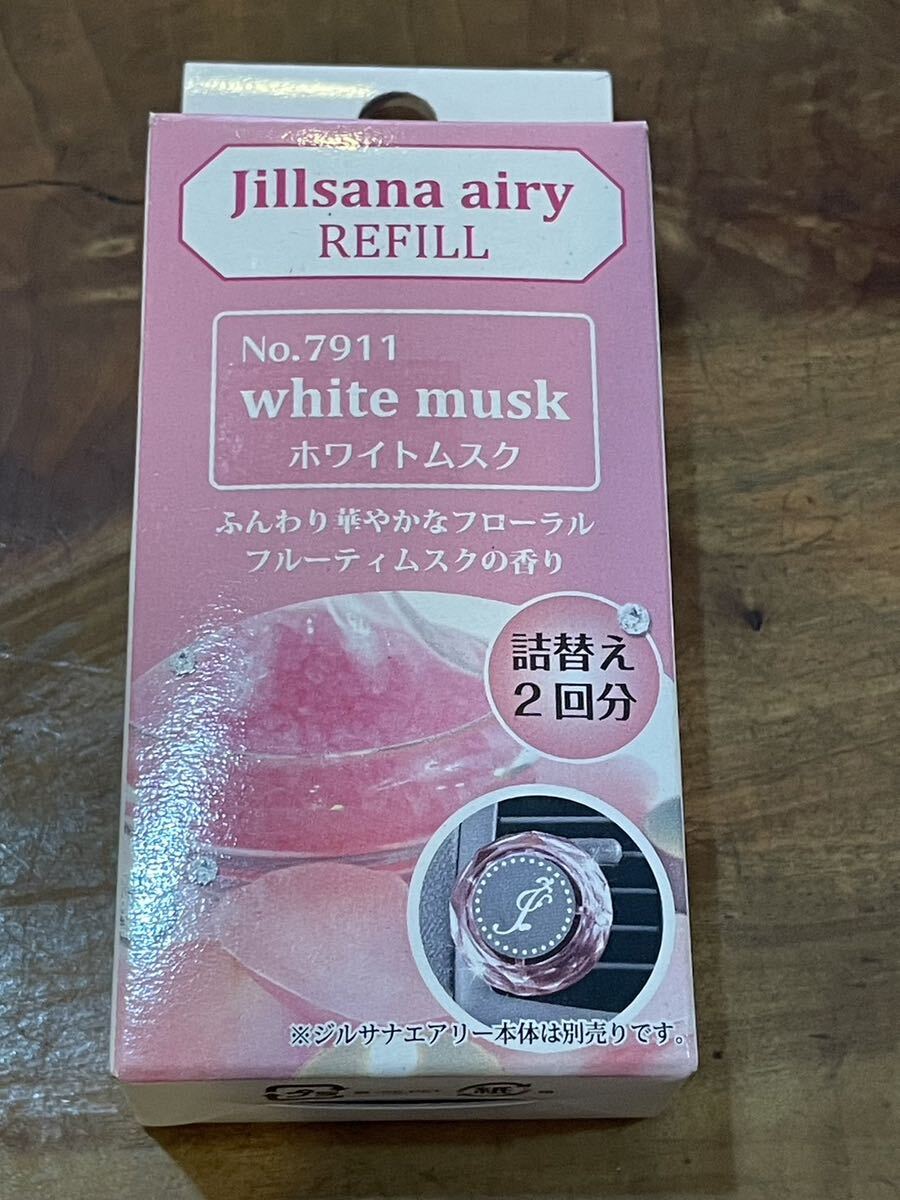 Jillsana airy
REFILL
No.7911
white musk
ホワイトムスク
ふんわり華やかなフローラル
フルーティムスクの香り
詰替え
2回分
※ジルサナエアリー本体は別売りです。
プラ
紙